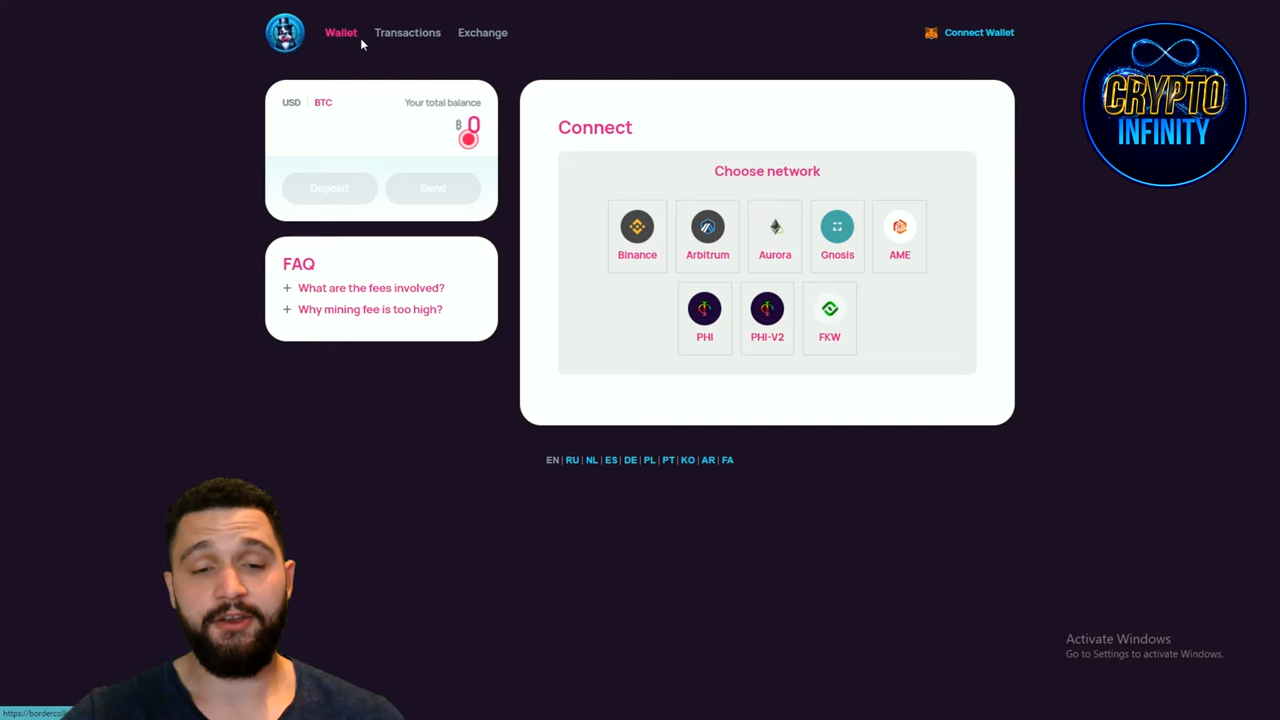 Wallet Transactions Exchange
Connect Wallet
CRYPTO
INFINITY
USD | BTC Your total balance
0
Deposit Send
FAQ
+ What are the fees involved?
+ Why mining fee is too high?
Connect
Choose network
Binance Arbitrum Aurora Gnosis AME
PHI PHI-V2 FKW
EN | RU | NL | ES | DE | PL | PT | KO | AR | FA
Activate Windows
Go to Settings to activate Windows.